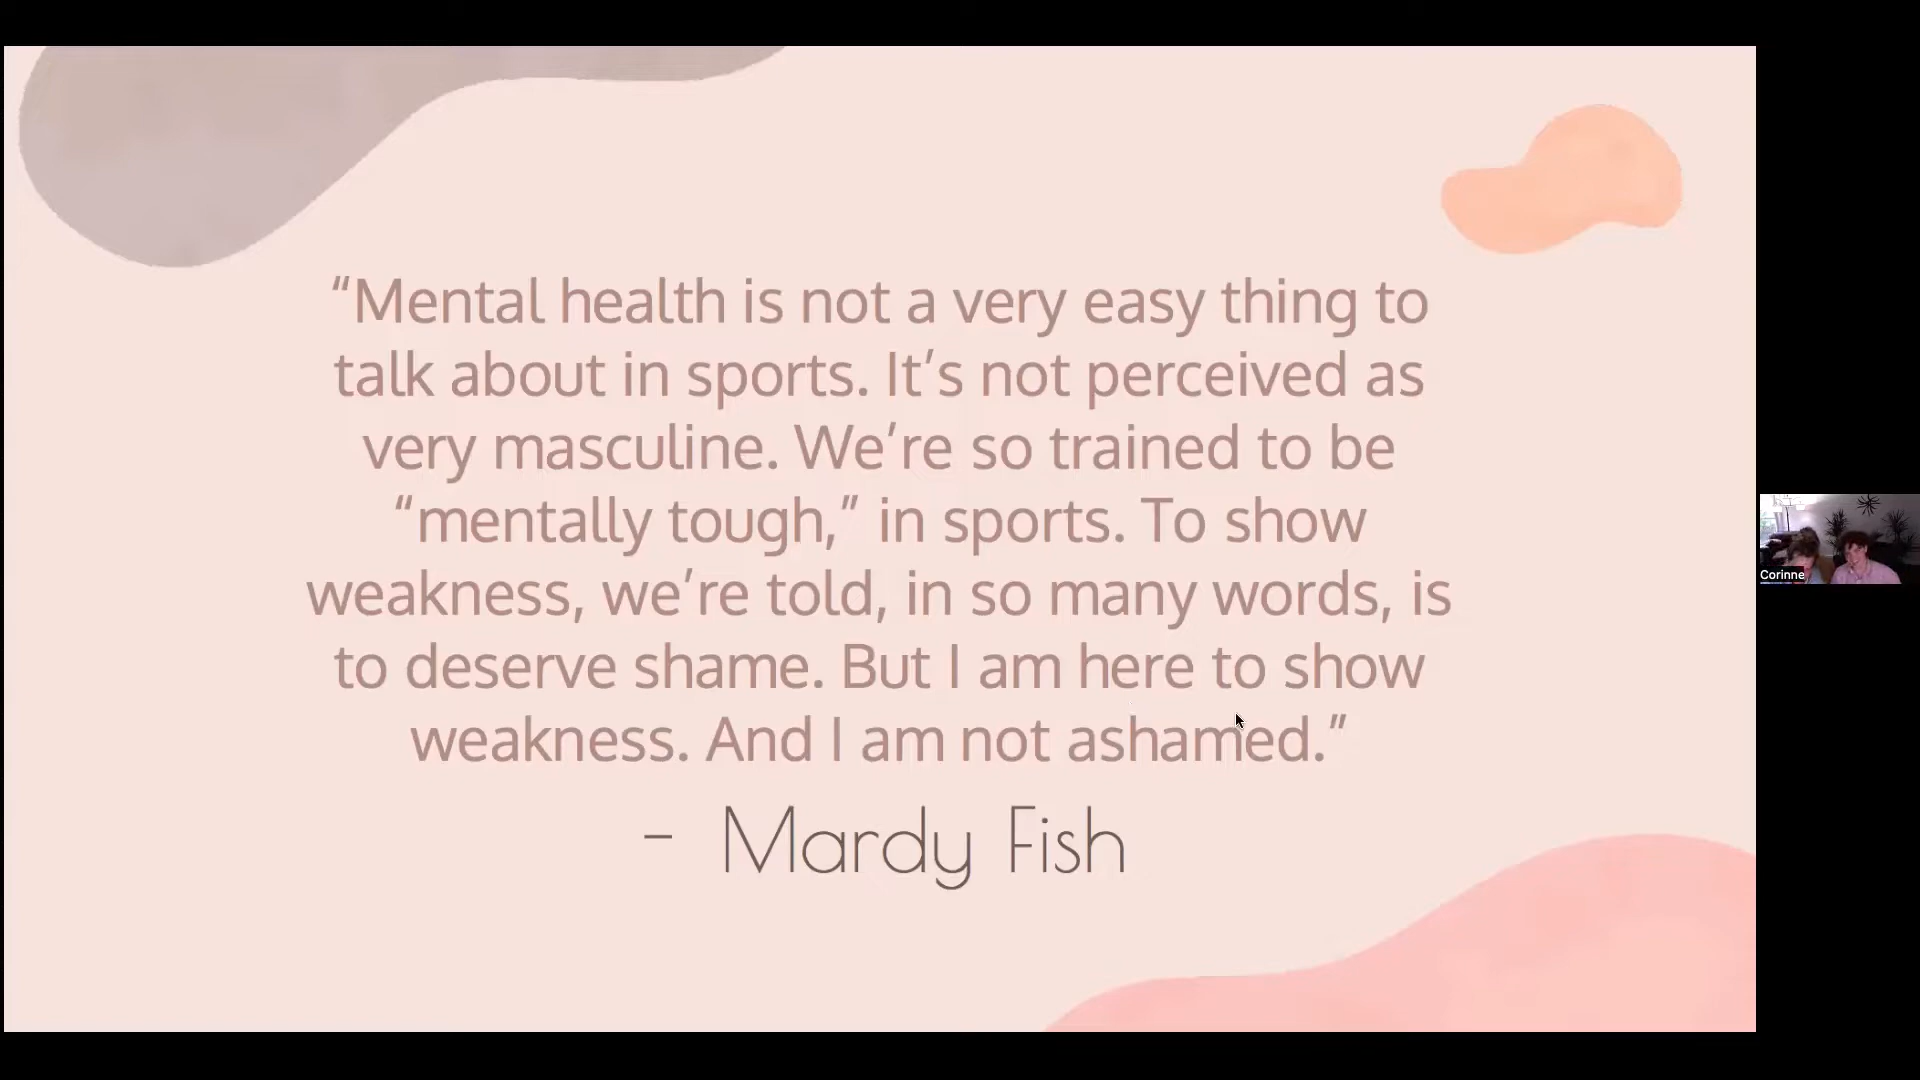 “Mental health is not a very easy thing to
talk about in sports. It’s not perceived as
very masculine. We’re so trained to be
“mentally tough,” in sports. To show
weakness, we’re told, in so many words, is
to deserve shame. But I am here to show
weakness. And I am not ashamed.”
- Mardy Fish
Corinne